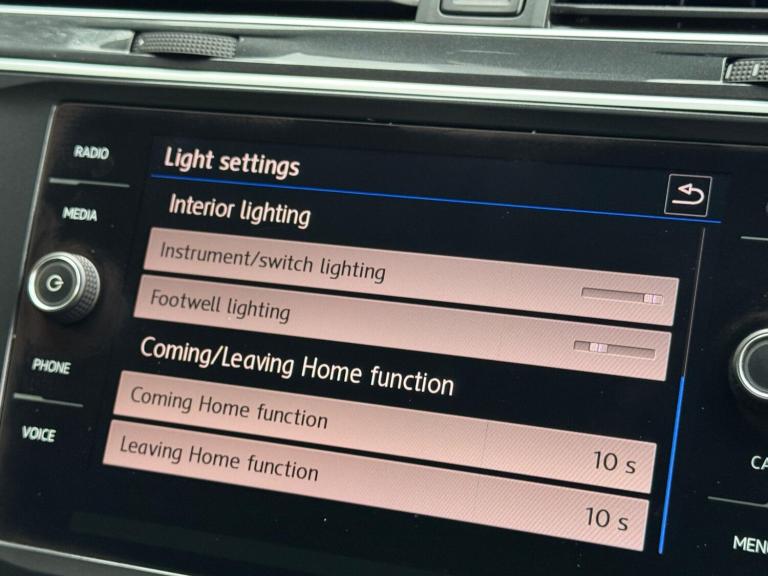 RADIO
MEDIA
PHONE
VOICE
Light settings
Interior lighting
Instrument/switch lighting
Footwell lighting
Coming/Leaving Home function
Coming Home function
10 s
Leaving Home function
10 s